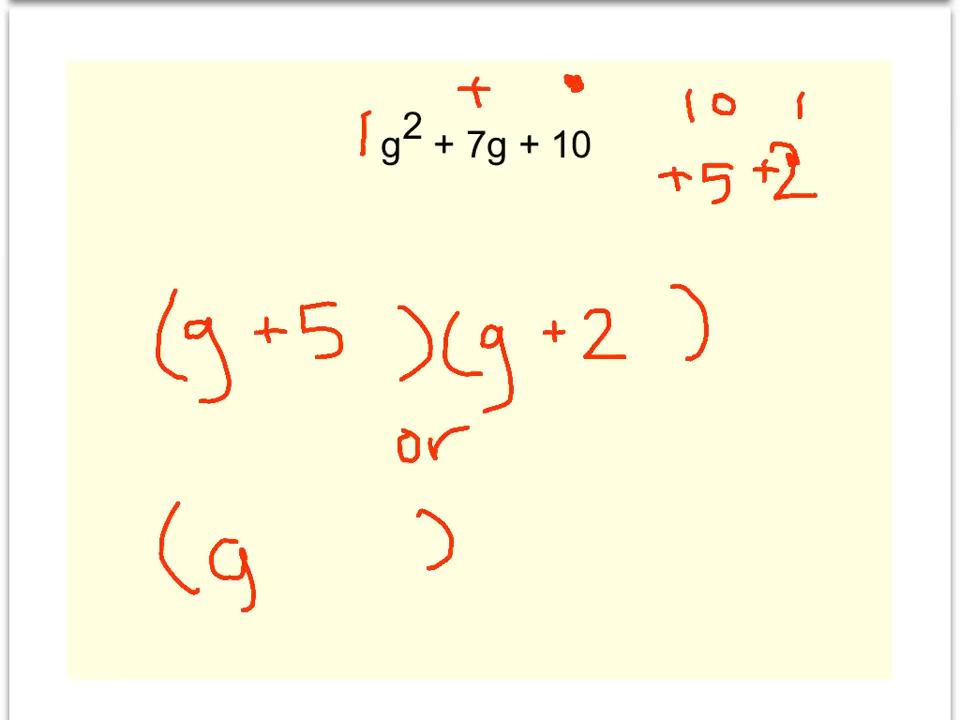 + •
10 1
1g² + 7g + 10
+5 +2
(g +5 )(g +2 )
or
(g )